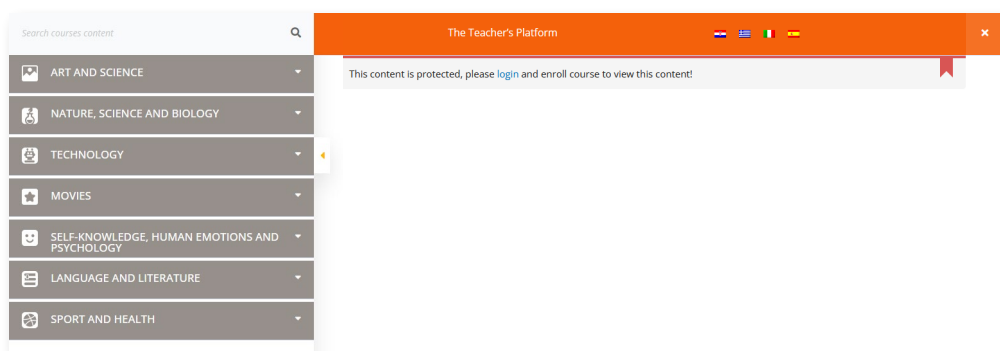 Search courses content
The Teacher's Platform
ART AND SCIENCE
NATURE, SCIENCE AND BIOLOGY
TECHNOLOGY
MOVIES
SELF-KNOWLEDGE, HUMAN EMOTIONS AND
PSYCHOLOGY
LANGUAGE AND LITERATURE
SPORT AND HEALTH
This content is protected, please login and enroll course to view this content!